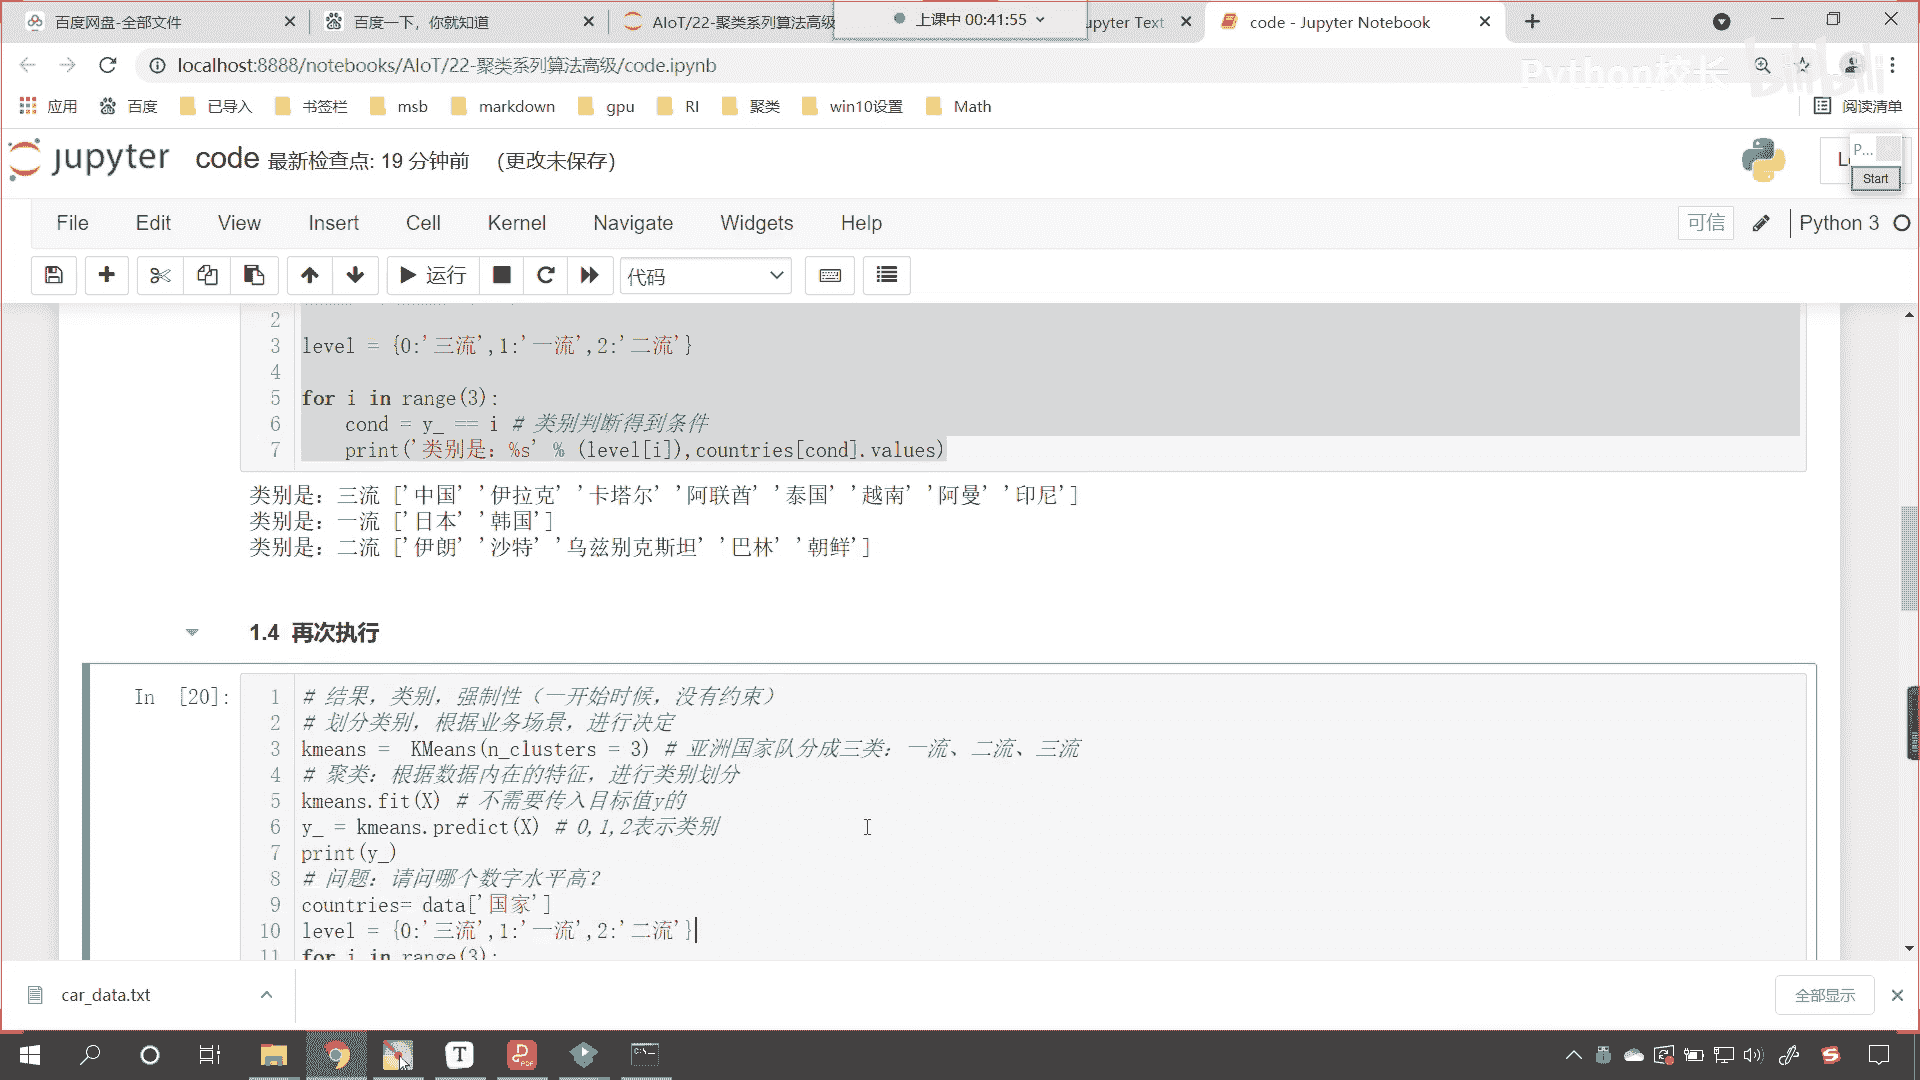 百度网盘-全部文件
百度一下，你就知道
AIoT/22-聚类系列算法高级
上课中 00:41:55
upyter Text
code - Jupyter Notebook
localhost:8888/notebooks/AIoT/22-聚类系列算法高级/code.ipynb
Python校长
bilibili
应用 百度 已导入 书签栏 msb markdown gpu RI 聚类 win10设置 Math 阅读清单
jupyter code 最新检查点: 19 分钟前 (更改未保存)
P...
Start
File Edit View Insert Cell Kernel Navigate Widgets Help 可信 Python 3
运行 代码
2
3 level = {0:'三流',1:'一流',2:'二流'}
4
5 for i in range(3):
6 cond = y_ == i # 类别判断得到条件
7 print('类别是：%s' % (level[i]),countries[cond].values)
类别是：三流 ['中国' '伊拉克' '卡塔尔' '阿联酋' '泰国' '越南' '阿曼' '印尼']
类别是：一流 ['日本' '韩国']
类别是：二流 ['伊朗' '沙特' '乌兹别克斯坦' '巴林' '朝鲜']
1.4 再次执行
In [20]:
1 # 结果，类别，强制性（一开始时候，没有约束）
2 # 划分类别，根据业务场景，进行决定
3 kmeans = KMeans(n_clusters = 3) # 亚洲国家队分成三类：一流、二流、三流
4 # 聚类：根据数据内在的特征，进行类别划分
5 kmeans.fit(X) # 不需要传入目标值y的
6 y_ = kmeans.predict(X) # 0,1,2表示类别
7 print(y_)
8 # 问题：请问哪个数字水平高?
9 countries= data['国家']
10 level = {0:'三流',1:'一流',2:'二流'}
11 for i in range(3):
car_data.txt
全部显示